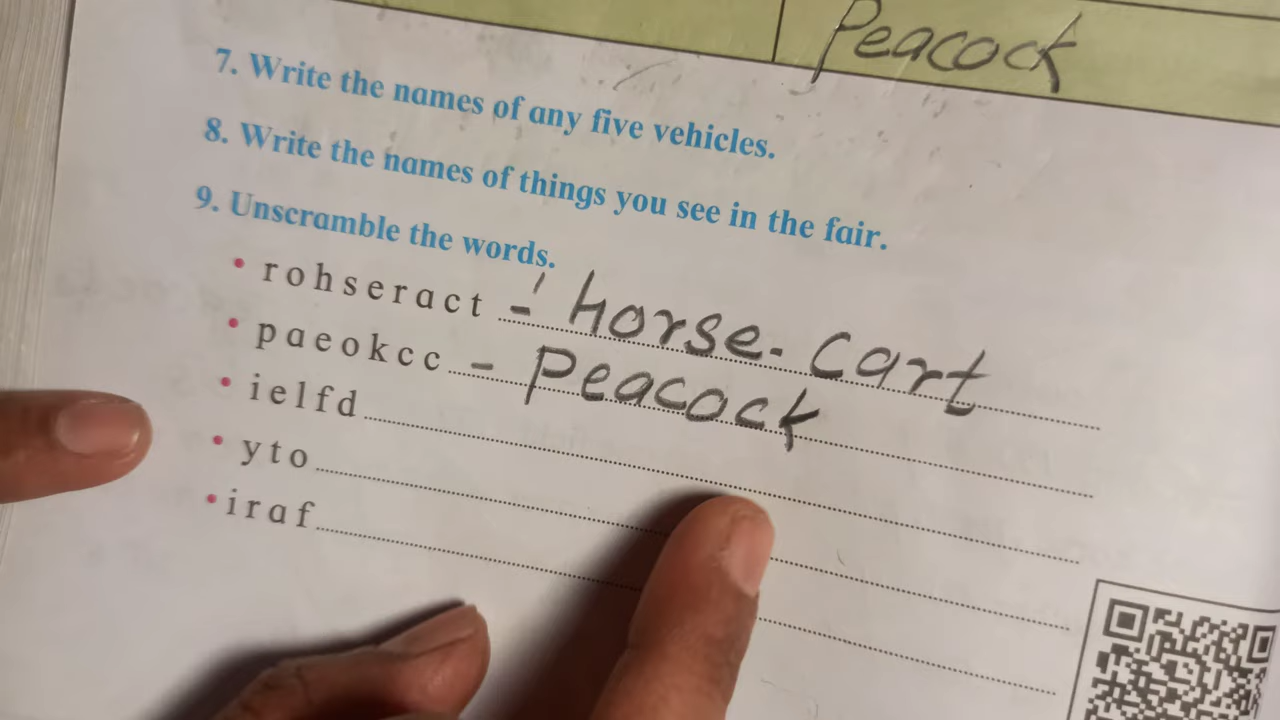 Peacock
7. Write the names of any five vehicles.
8. Write the names of things you see in the fair.
9. Unscramble the words.
• rohseract - horse-cart
• paeokcc - Peacock
• ielfd
• yto
• iraf